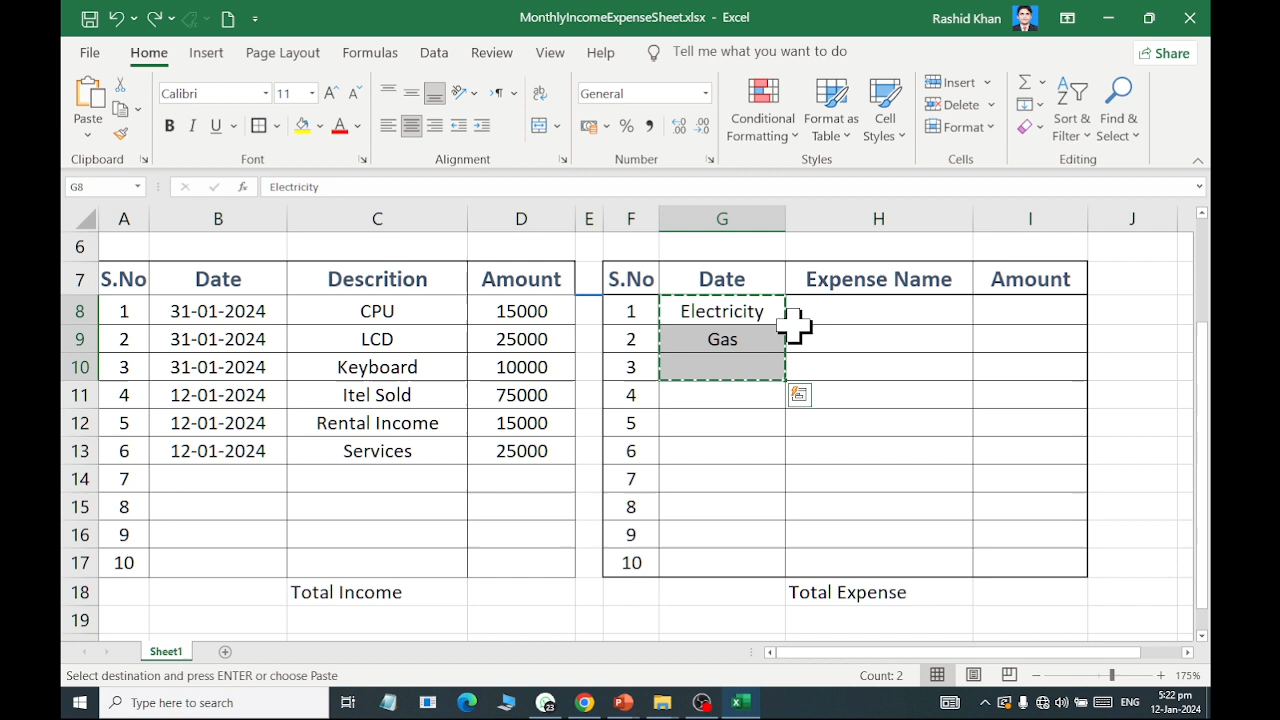 MonthlyIncomeExpenseSheet.xlsx - Excel
Rashid Khan
File Home Insert Page Layout Formulas Data Review View Help Tell me what you want to do Share
Calibri 11 General
Paste
Conditional Formatting
Format as Table
Cell Styles
Insert
Delete
Format
Sort & Filter
Find & Select
Clipboard Font Alignment Number Styles Cells Editing
G8 fx Electricity
A B C D E F G H I J
6
7 S.No Date Descrition Amount S.No Date Expense Name Amount
8 1 31-01-2024 CPU 15000 1 Electricity
9 2 31-01-2024 LCD 25000 2 Gas
10 3 31-01-2024 Keyboard 10000 3
11 4 12-01-2024 Itel Sold 75000 4
12 5 12-01-2024 Rental Income 15000 5
13 6 12-01-2024 Services 25000 6
14 7 7
15 8 8
16 9 9
17 10 10
18 Total Income Total Expense
19
Sheet1
Select destination and press ENTER or choose Paste Count: 2 175%
Type here to search ENG 5:22 pm
12-Jan-2024